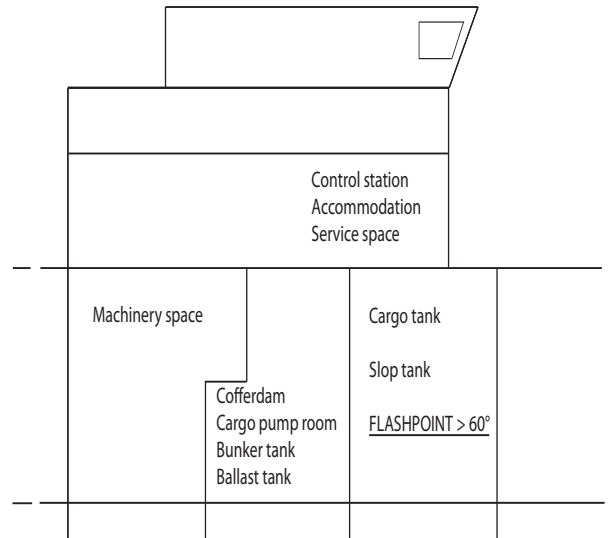 Control station
Accommodation
Service space
Machinery space
Cargo tank
Slop tank
FLASHPOINT > 60°
Cofferdam
Cargo pump room
Bunker tank
Ballast tank